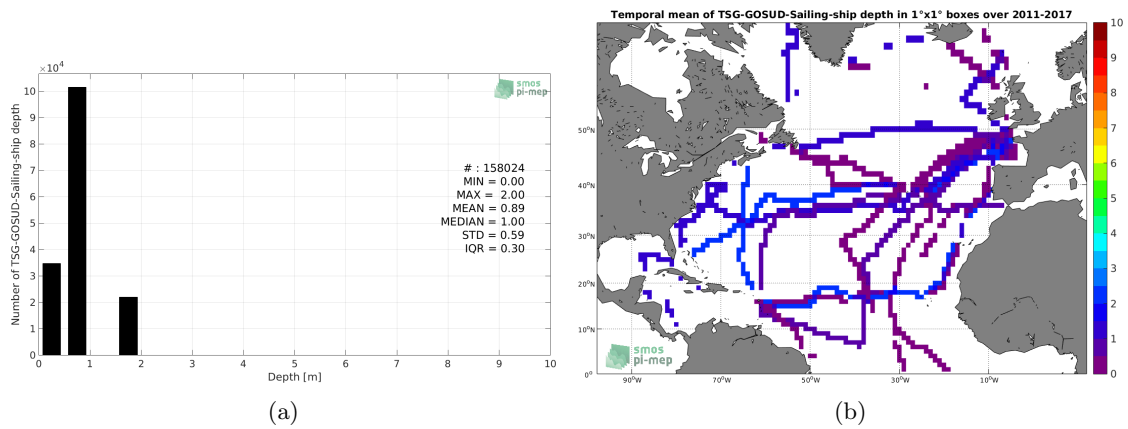 Temporal mean of TSG-GOSUD-Sailing-ship depth in 1°x1° boxes over 2011-2017
×10⁴
smos
pi-mep
Number of TSG-GOSUD-Sailing-ship depth
10
9
8
7
6
5
4
3
2
1
0
# : 158024
MIN = 0.00
MAX = 2.00
MEAN = 0.89
MEDIAN = 1.00
STD = 0.59
IQR = 0.30
0 1 2 3 4 5 6 7 8 9 10
Depth [m]
(a)
50°N
40°N
30°N
20°N
10°N
0°
90°W 70°W 50°W 30°W 10°W
smos
pi-mep
10
9
8
7
6
5
4
3
2
1
0
(b)